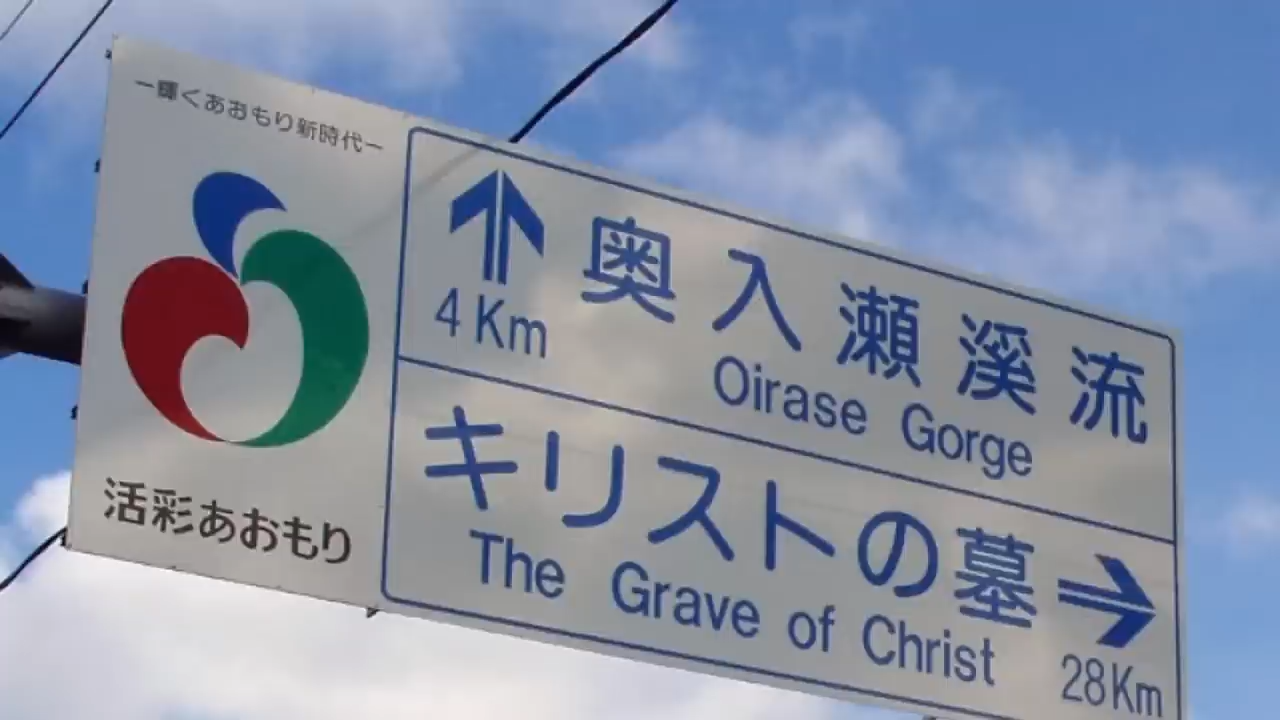 ー輝くあおもり新時代ー
活彩あおもり
奥入瀬溪流
4Km
Oirase Gorge
キリストの墓
The Grave of Christ
28Km